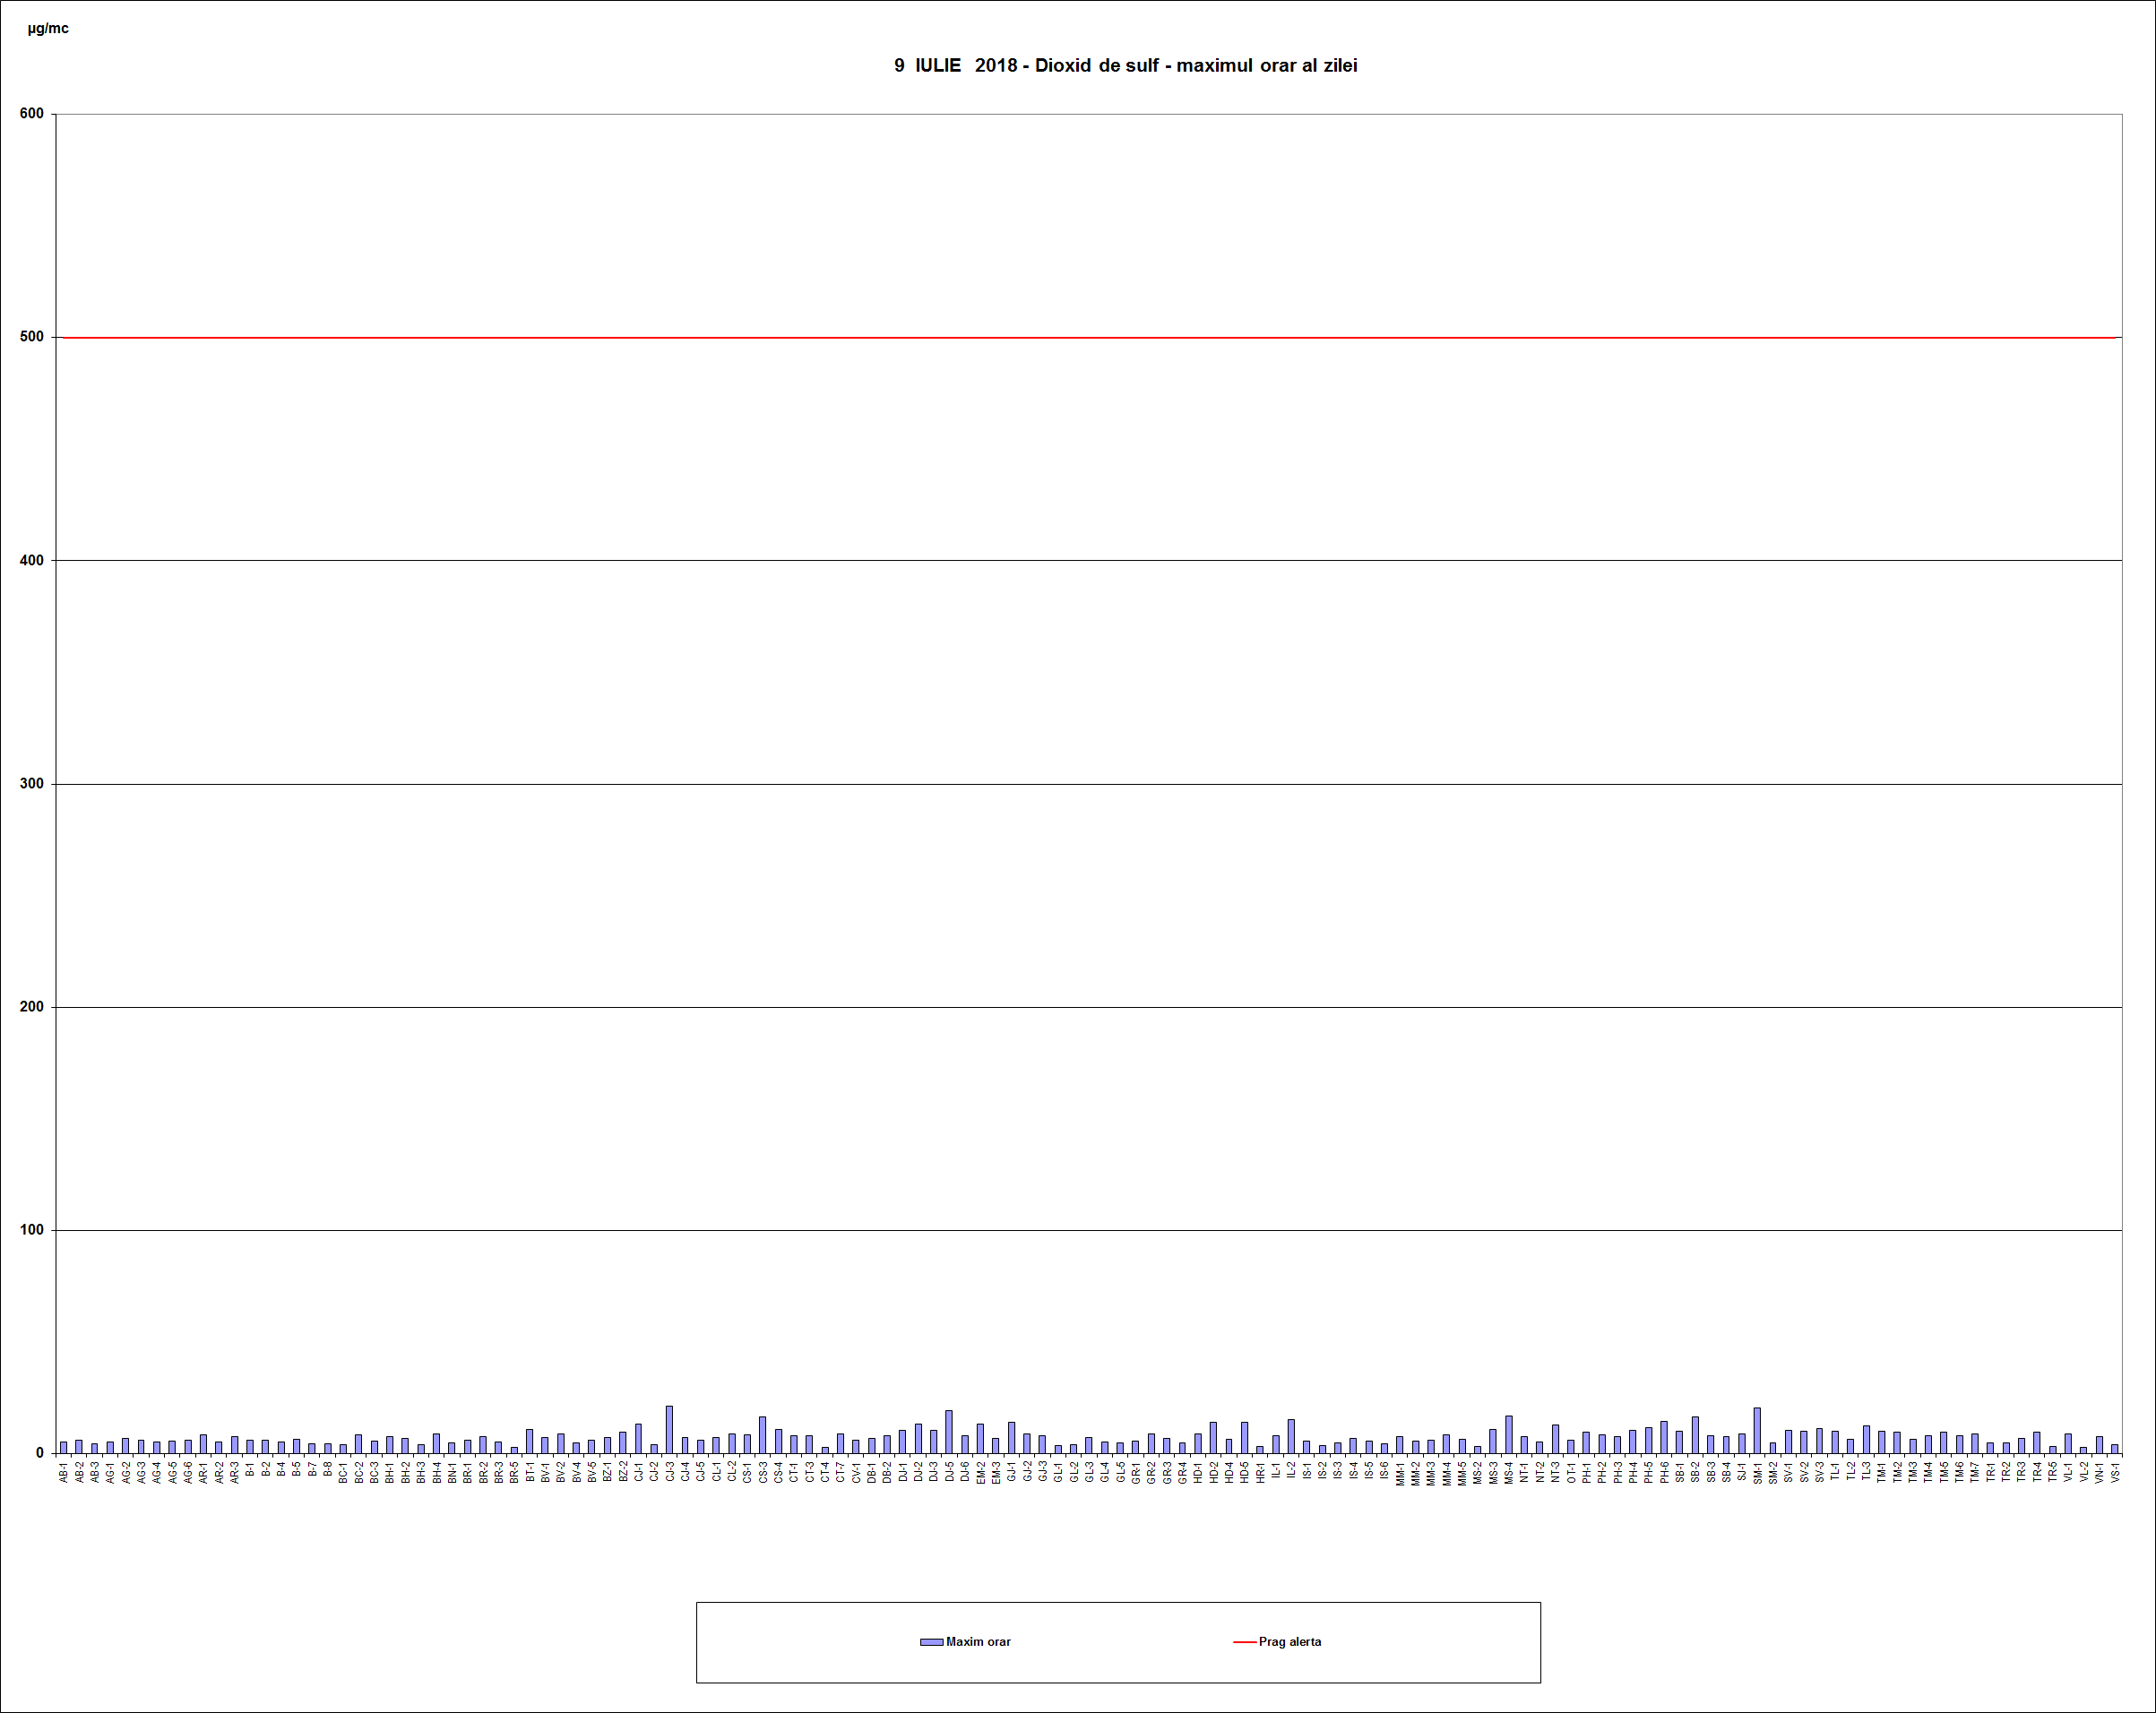 µg/mc
9 IULIE 2018 - Dioxid de sulf - maximul orar al zilei
600
500
400
300
200
100
0
AB-1 AB-2 AB-3 AG-1 AG-2 AG-3 AG-4 AG-5 AG-6 AR-1 AR-2 AR-3 B-1 B-2 B-4 B-5 B-7 B-8 BC-1 BC-2 BC-3 BH-1 BH-2 BH-3 BH-4 BN-1 BR-1 BR-2 BR-3 BR-5 BT-1 BV-1 BV-2 BV-4 BV-5 BZ-1 BZ-2 CJ-1 CJ-2 CJ-3 CJ-4 CJ-5 CL-1 CL-2 CS-1 CS-3 CS-4 CT-1 CT-3 CT-4 CT-7 CV-1 DB-1 DB-2 DJ-1 DJ-2 DJ-3 DJ-5 DJ-6 EM-2 EM-3 GJ-1 GJ-2 GJ-3 GL-1 GL-2 GL-3 GL-4 GL-5 GR-1 GR-2 GR-3 GR-4 HD-1 HD-2 HD-4 HD-5 HR-1 IL-1 IL-2 IS-1 IS-2 IS-3 IS-4 IS-5 IS-6 MM-1 MM-2 MM-3 MM-4 MM-5 MS-2 MS-3 MS-4 NT-1 NT-2 NT-3 OT-1 PH-1 PH-2 PH-3 PH-4 PH-5 PH-6 SB-1 SB-2 SB-3 SB-4 SJ-1 SM-1 SM-2 SV-1 SV-2 SV-3 TL-1 TL-2 TL-3 TM-1 TM-2 TM-3 TM-4 TM-5 TM-6 TM-7 TR-1 TR-2 TR-3 TR-4 TR-5 VL-1 VL-2 VN-1 VS-1
Maxim orar Prag alerta